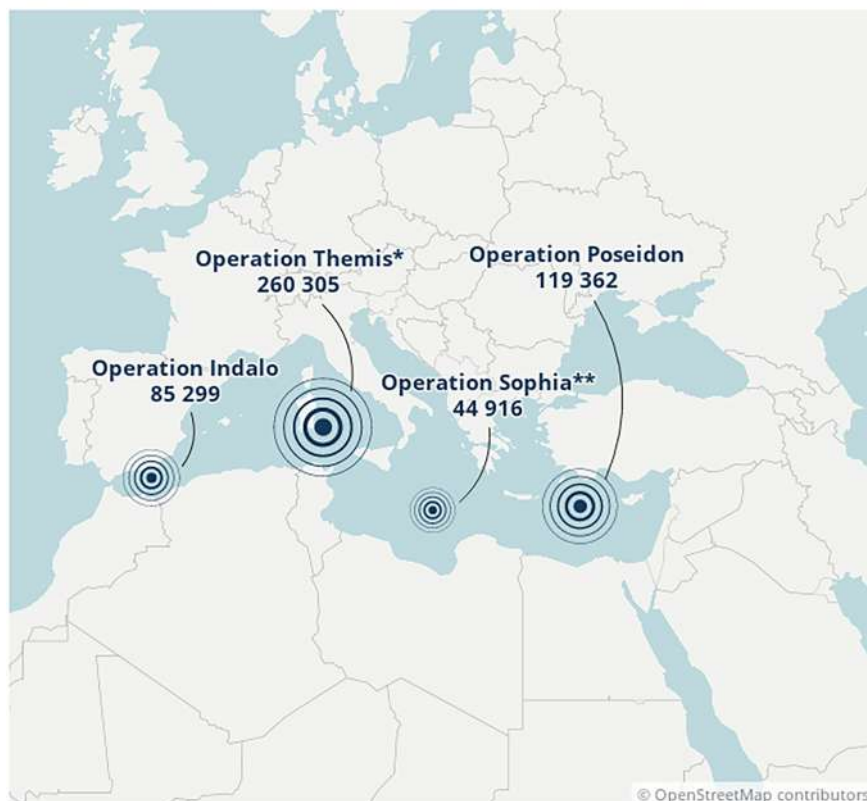 Operation Themis*
260 305
Operation Poseidon
119 362
Operation Indalo
85 299
Operation Sophia**
44 916
© OpenStreetMap contributors